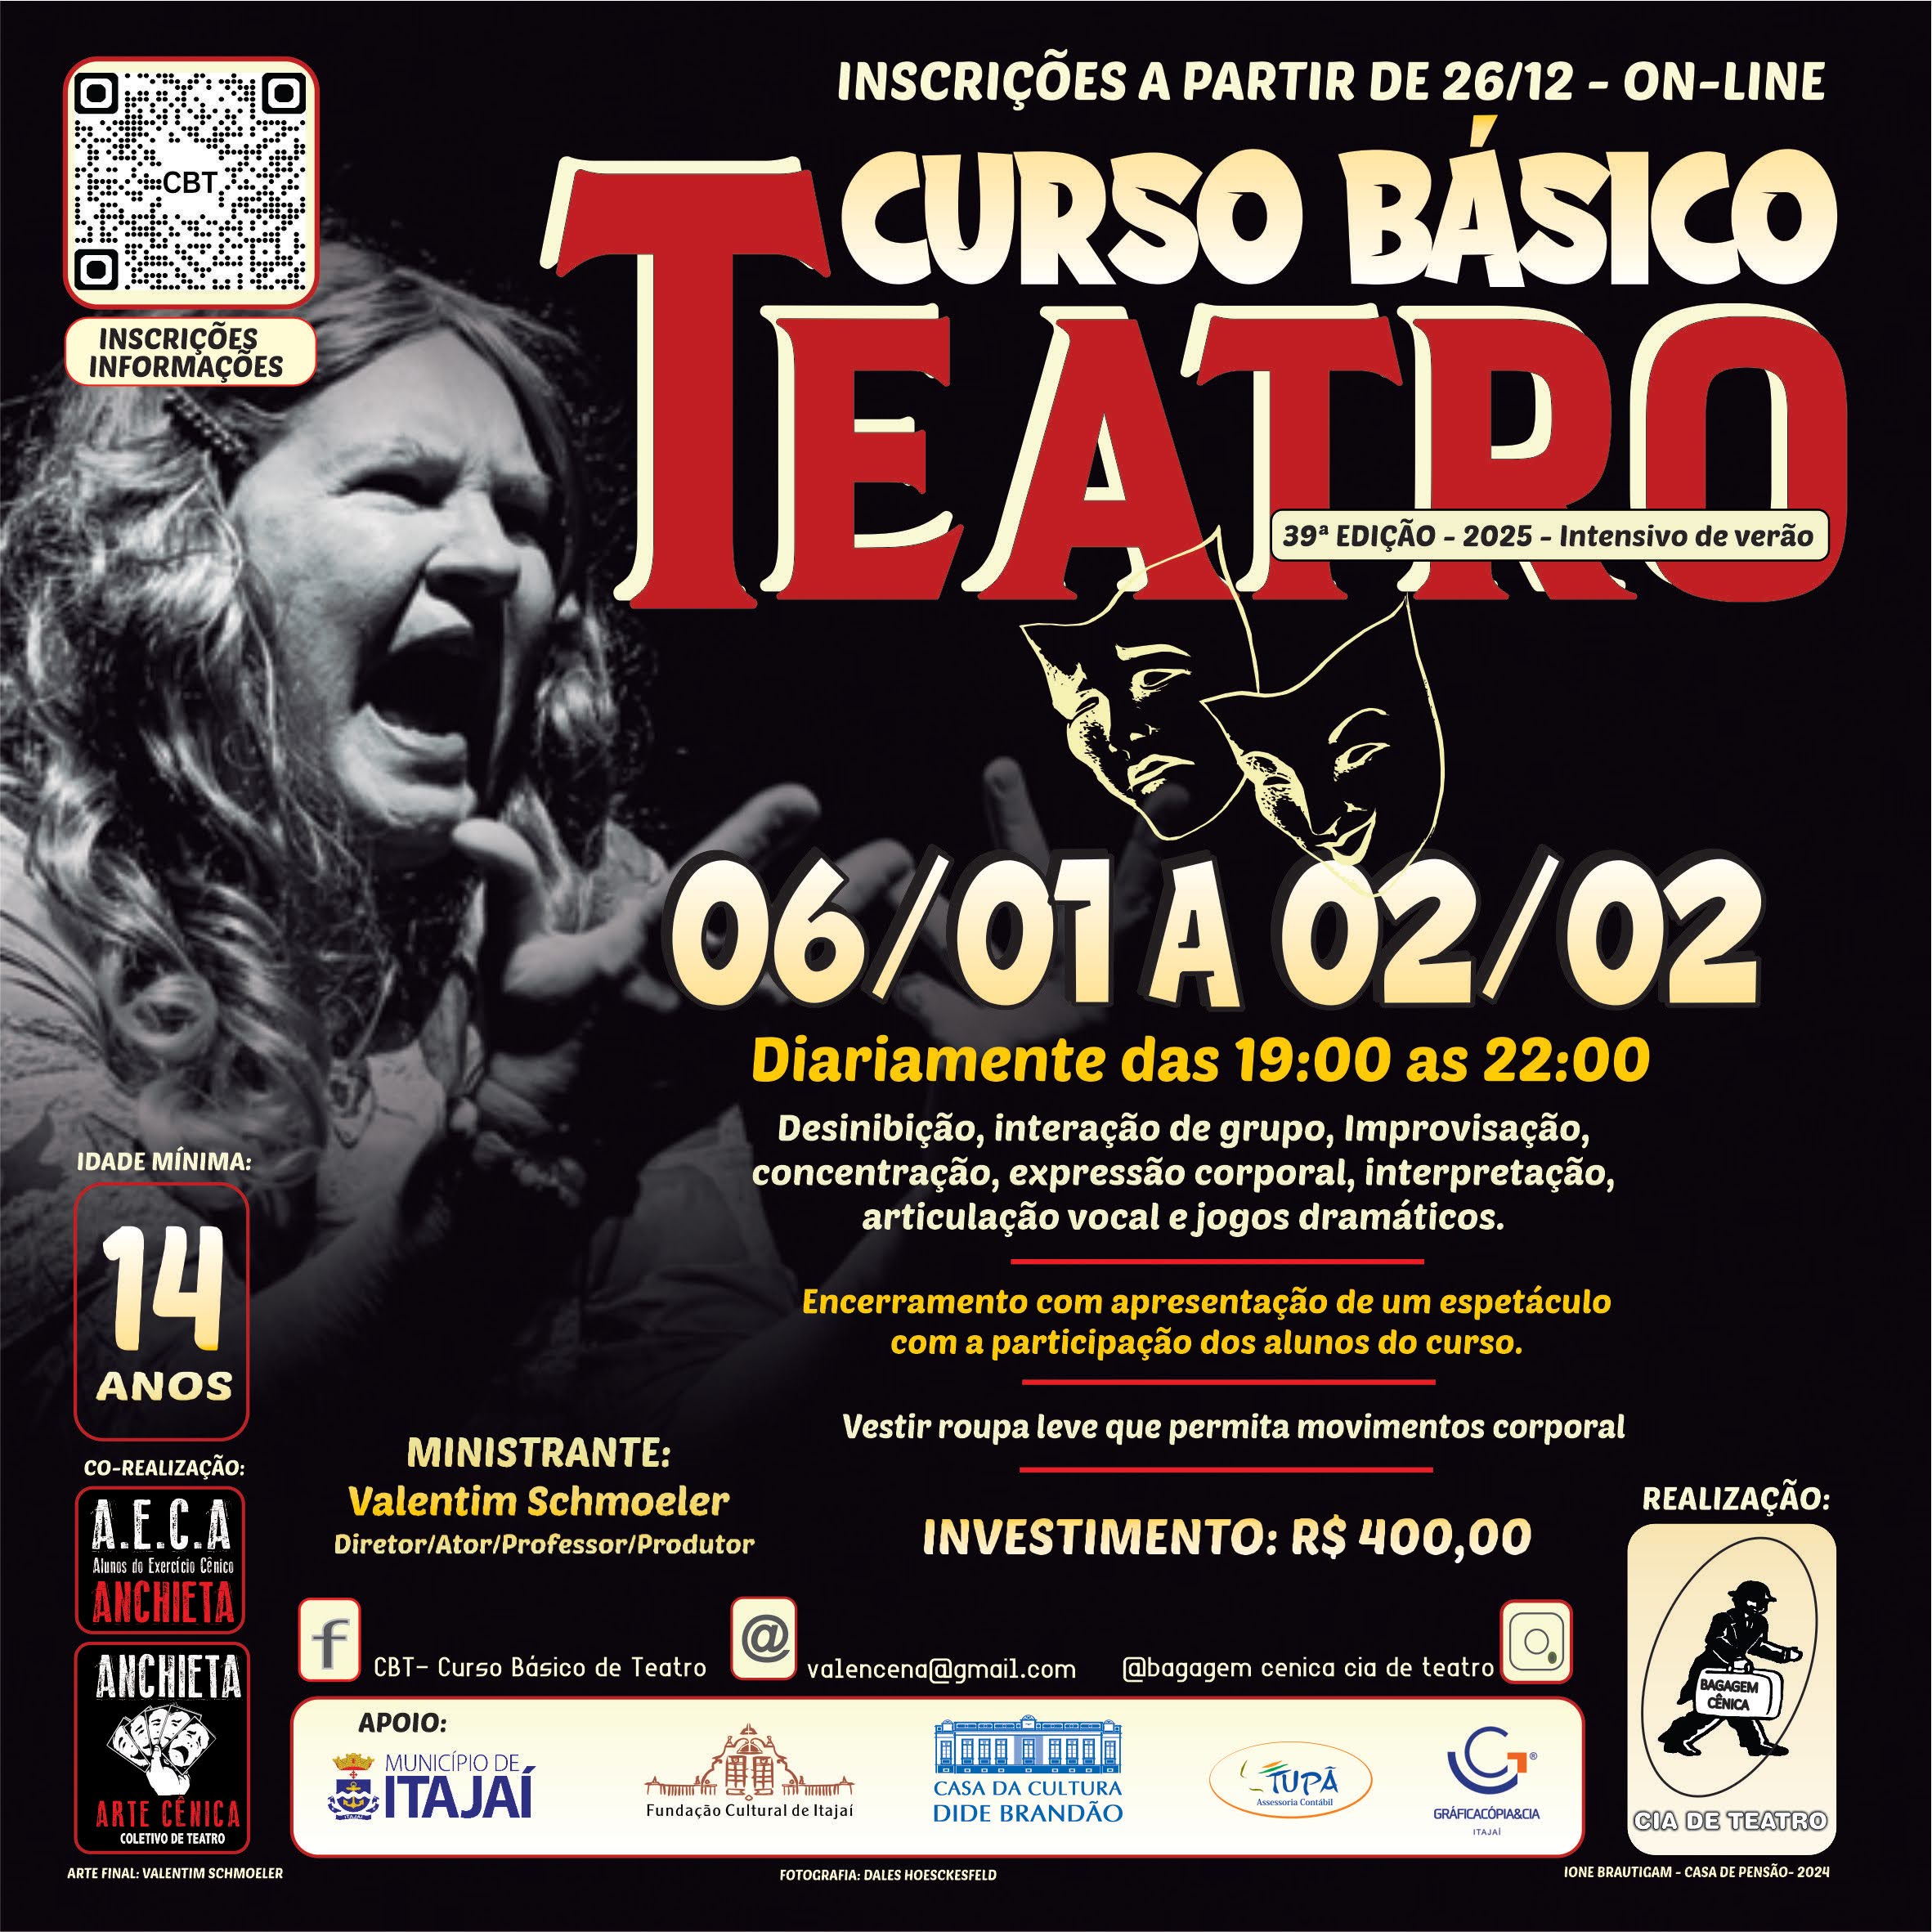 INSCRIÇÕES A PARTIR DE 26/12 - ON-LINE
CBT
INSCRIÇÕES
INFORMAÇÕES
CURSO BÁSICO
TEATRO
39ª EDIÇÃO - 2025 - Intensivo de verão
06/01 A 02/02
Diariamente das 19:00 as 22:00
Desinibição, interação de grupo, Improvisação,
concentração, expressão corporal, interpretação,
articulação vocal e jogos dramáticos.
Encerramento com apresentação de um espetáculo
com a participação dos alunos do curso.
Vestir roupa leve que permita movimentos corporal
INVESTIMENTO: R$ 400,00
IDADE MÍNIMA:
14
ANOS
MINISTRANTE:
Valentim Schmoeler
Diretor/Ator/Professor/Produtor
CO-REALIZAÇÃO:
A.E.C.A
Alunos do Exercício Cênico
ANCHIETA
ANCHIETA
ARTE CÊNICA
COLETIVO DE TEATRO
f CBT- Curso Básico de Teatro
@ valencena@gmail.com
@bagagem cenica cia de teatro
APOIO:
MUNICÍPIO DE
ITAJAÍ
Fundação Cultural de Itajaí
CASA DA CULTURA
DIDE BRANDÃO
TUPÃ
Assessoria Contábil
GRÁFICACÓPIA&CIA
ITAJAÍ
REALIZAÇÃO:
BAGAGEM
CÊNICA
CIA DE TEATRO
ARTE FINAL: VALENTIM SCHMOELER
FOTOGRAFIA: DALES HOESCKESFELD
IONE BRAUTIGAM - CASA DE PENSÃO- 2024